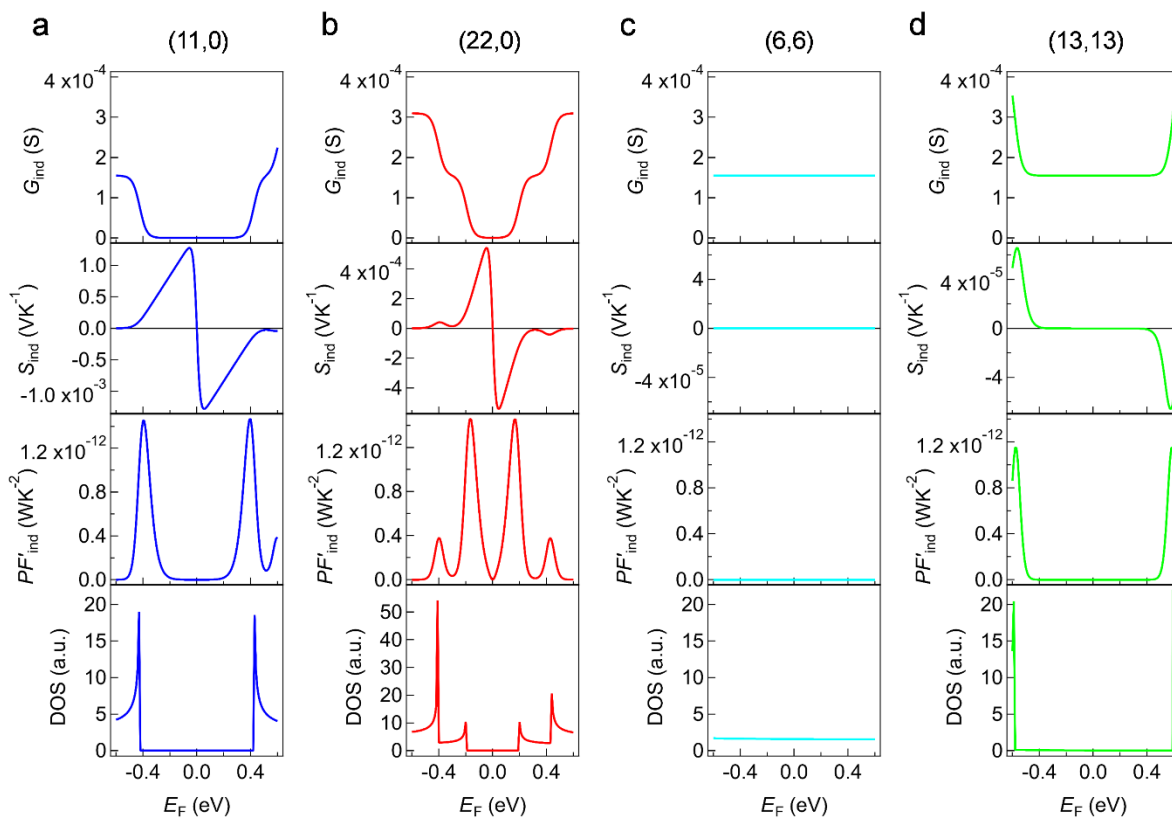 a
(11,0)
b
(22,0)
c
(6,6)
d
(13,13)
4 x10⁻⁴
3
2
1
0
G_ind (S)
4 x10⁻⁴
3
2
1
0
G_ind (S)
4 x10⁻⁴
3
2
1
0
G_ind (S)
4 x10⁻⁴
3
2
1
0
G_ind (S)
1.0
0.5
0.0
-0.5
-1.0 x10⁻³
S_ind (VK⁻¹)
4 x10⁻⁴
2
0
-2
-4
S_ind (VK⁻¹)
4
0
-4 x10⁻⁵
S_ind (VK⁻¹)
4 x10⁻⁵
0
-4
S_ind (VK⁻¹)
1.2 x10⁻¹²
0.8
0.4
0.0
PF′_ind (WK⁻²)
1.2 x10⁻¹²
0.8
0.4
0.0
PF′_ind (WK⁻²)
1.2 x10⁻¹²
0.8
0.4
0.0
PF′_ind (WK⁻²)
1.2 x10⁻¹²
0.8
0.4
0.0
PF′_ind (WK⁻²)
20
15
10
5
0
DOS (a.u.)
50
40
30
20
10
0
DOS (a.u.)
20
15
10
5
0
DOS (a.u.)
20
15
10
5
0
DOS (a.u.)
-0.4 0.0 0.4
E_F (eV)
-0.4 0.0 0.4
E_F (eV)
-0.4 0.0 0.4
E_F (eV)
-0.4 0.0 0.4
E_F (eV)